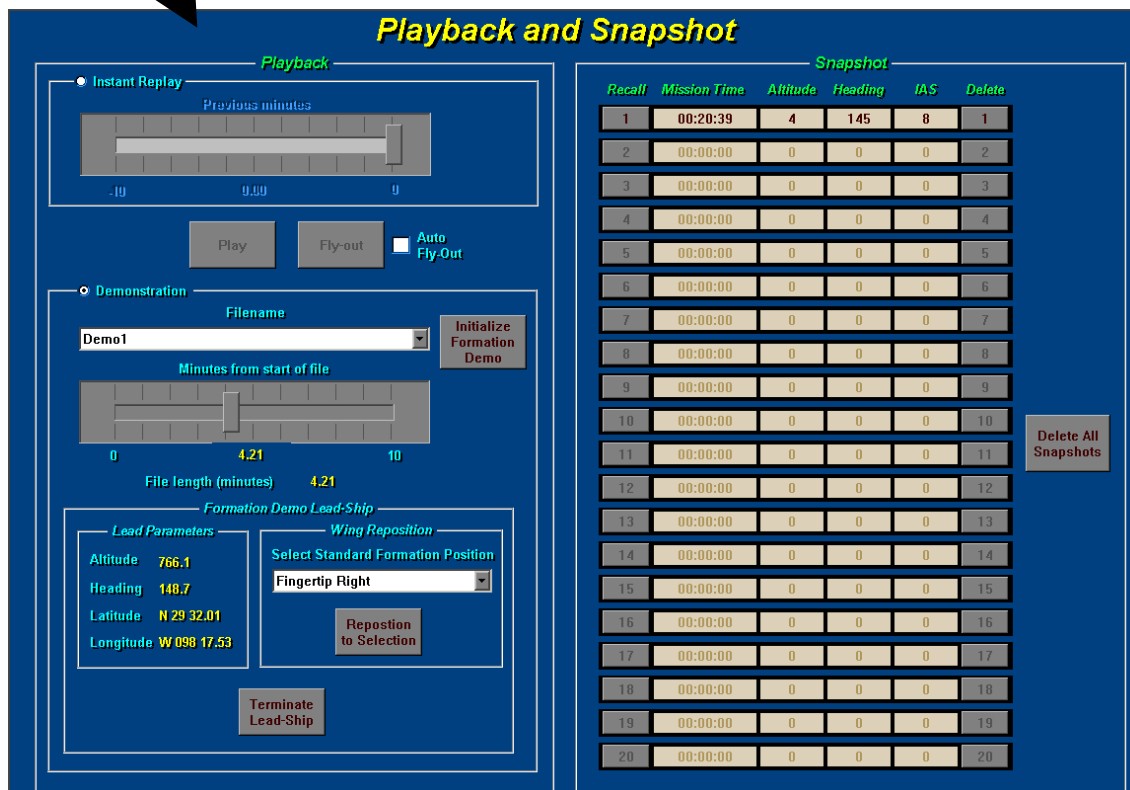 Playback and Snapshot
Playback
Instant Replay
Previous minutes
-10 0.00 0
Play Fly-out Auto
Fly-Out
Demonstration
Filename
Demo1
Initialize
Formation
Demo
Minutes from start of file
0 4.21 10
File length (minutes) 4.21
Formation Demo Lead-Ship
Lead Parameters
Altitude 766.1
Heading 148.7
Latitude N 29 32.01
Longitude W 098 17.53
Wing Reposition
Select Standard Formation Position
Fingertip Right
Repostion
to Selection
Terminate
Lead-Ship
Snapshot
Recall Mission Time Altitude Heading IAS Delete
1 00:20:39 4 145 8 1
2 00:00:00 0 0 0 2
3 00:00:00 0 0 0 3
4 00:00:00 0 0 0 4
5 00:00:00 0 0 0 5
6 00:00:00 0 0 0 6
7 00:00:00 0 0 0 7
8 00:00:00 0 0 0 8
9 00:00:00 0 0 0 9
10 00:00:00 0 0 0 10
11 00:00:00 0 0 0 11
12 00:00:00 0 0 0 12
13 00:00:00 0 0 0 13
14 00:00:00 0 0 0 14
15 00:00:00 0 0 0 15
16 00:00:00 0 0 0 16
17 00:00:00 0 0 0 17
18 00:00:00 0 0 0 18
19 00:00:00 0 0 0 19
20 00:00:00 0 0 0 20
Delete All
Snapshots